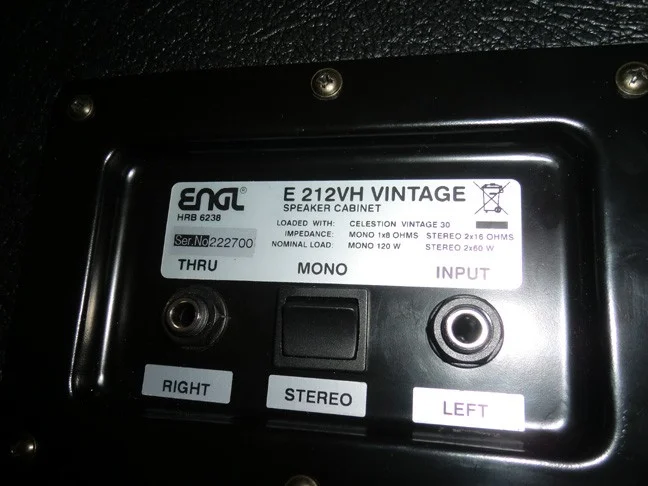 ENGL®
HRB 6238
E 212VH VINTAGE
SPEAKER CABINET
LOADED WITH: CELESTION VINTAGE 30
IMPEDANCE: MONO 1x8 OHMS STEREO 2x16 OHMS
NOMINAL LOAD: MONO 120 W STEREO 2x60 W
Ser.No 222700
THRU MONO INPUT
RIGHT STEREO LEFT